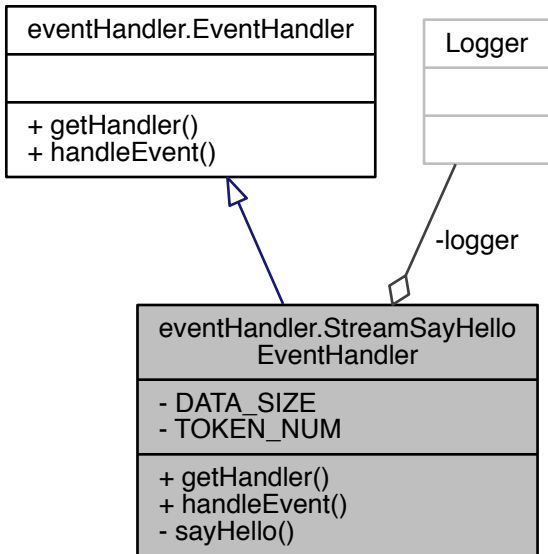 eventHandler.EventHandler
+ getHandler()
+ handleEvent()
Logger
-logger
eventHandler.StreamSayHello
EventHandler
- DATA_SIZE
- TOKEN_NUM
+ getHandler()
+ handleEvent()
- sayHello()